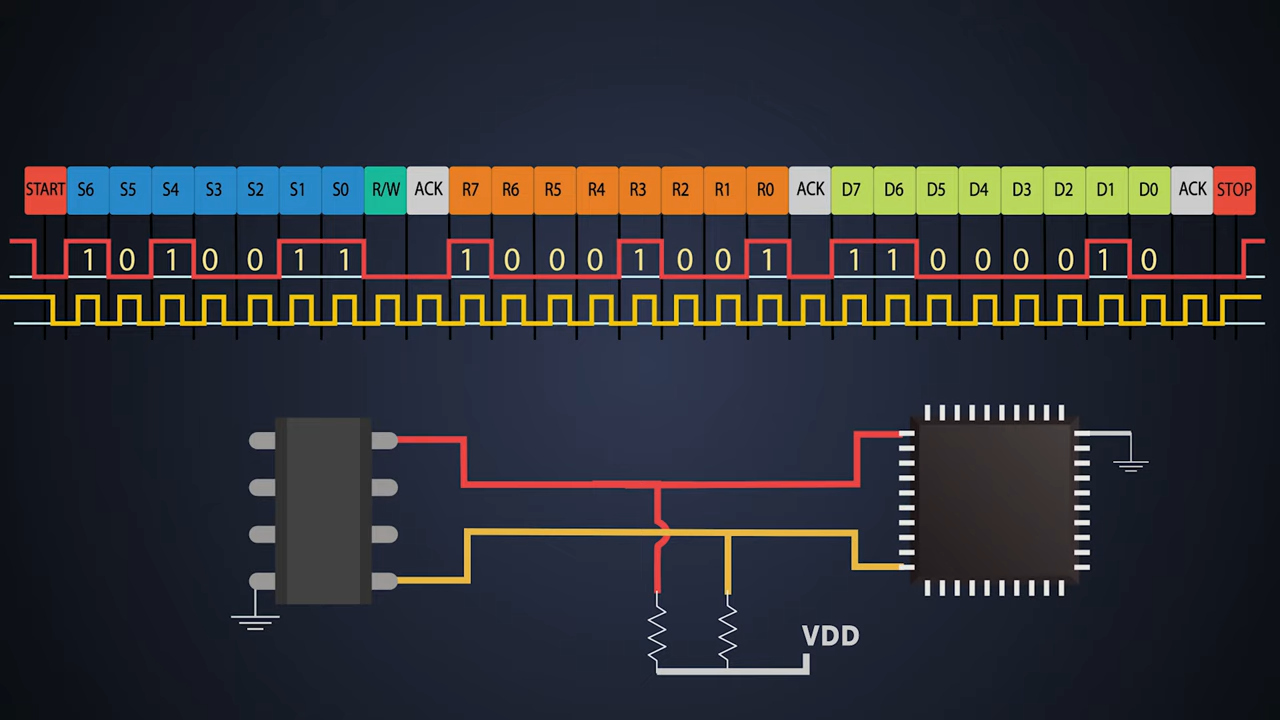 START S6 S5 S4 S3 S2 S1 S0 R/W ACK R7 R6 R5 R4 R3 R2 R1 R0 ACK D7 D6 D5 D4 D3 D2 D1 D0 ACK STOP
1 0 1 0 0 1 1 1 0 0 0 1 0 0 1 1 1 0 0 0 0 1 0
VDD